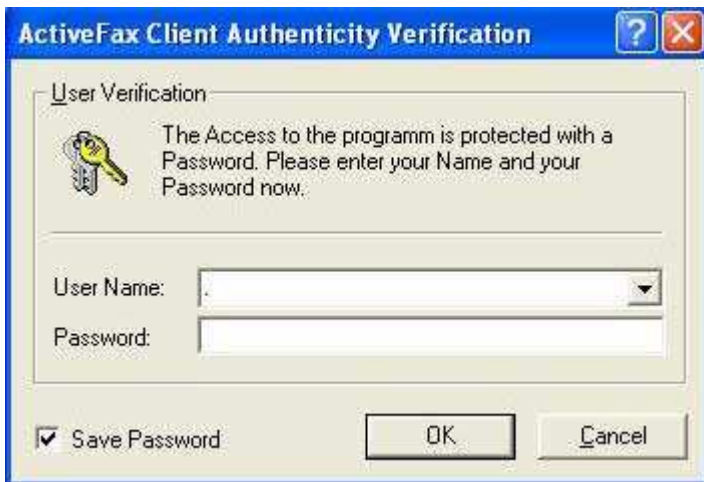 ActiveFax Client Authenticity Verification
User Verification
The Access to the programm is protected with a
Password. Please enter your Name and your
Password now.
User Name: .
Password:
Save Password OK Cancel